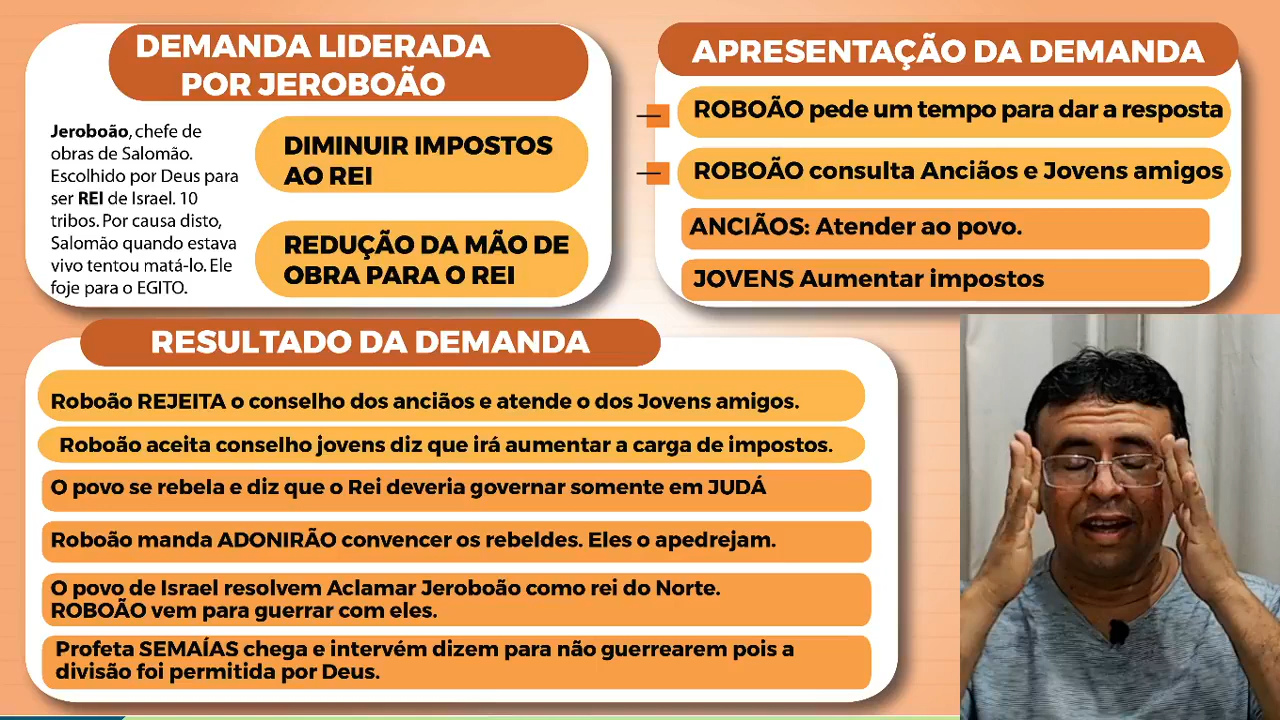 DEMANDA LIDERADA
POR JEROBOÃO
Jeroboão, chefe de
obras de Salomão.
Escolhido por Deus para
ser REI de Israel. 10
tribos. Por causa disto,
Salomão quando estava
vivo tentou matá-lo. Ele
foje para o EGITO.
DIMINUIR IMPOSTOS
AO REI
REDUÇÃO DA MÃO DE
OBRA PARA O REI
APRESENTAÇÃO DA DEMANDA
ROBOÃO pede um tempo para dar a resposta
ROBOÃO consulta Anciãos e Jovens amigos
ANCIÃOS: Atender ao povo.
JOVENS Aumentar impostos
RESULTADO DA DEMANDA
Roboão REJEITA o conselho dos anciãos e atende o dos Jovens amigos.
Roboão aceita conselho jovens diz que irá aumentar a carga de impostos.
O povo se rebela e diz que o Rei deveria governar somente em JUDÁ
Roboão manda ADONIRÃO convencer os rebeldes. Eles o apedrejam.
O povo de Israel resolvem Aclamar Jeroboão como rei do Norte.
ROBOÃO vem para guerrar com eles.
Profeta SEMAÍAS chega e intervém dizem para não guerrearem pois a
divisão foi permitida por Deus.